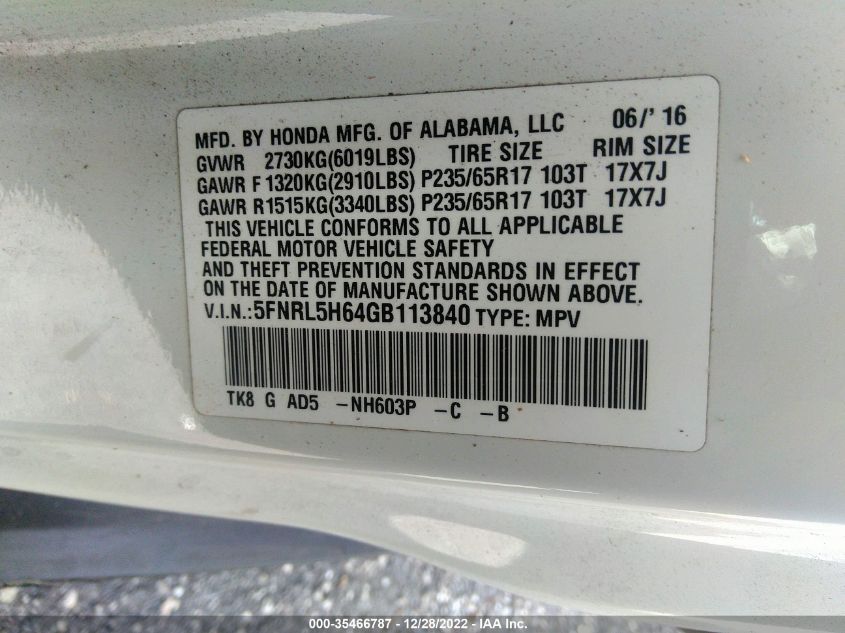 MFD. BY HONDA MFG. OF ALABAMA, LLC 06/' 16
GVWR 2730KG(6019LBS) TIRE SIZE RIM SIZE
GAWR F 1320KG(2910LBS) P235/65R17 103T 17X7J
GAWR R1515KG(3340LBS) P235/65R17 103T 17X7J
THIS VEHICLE CONFORMS TO ALL APPLICABLE
FEDERAL MOTOR VEHICLE SAFETY
AND THEFT PREVENTION STANDARDS IN EFFECT
ON THE DATE OF MANUFACTURE SHOWN ABOVE.
V.I.N.:5FNRL5H64GB113840 TYPE: MPV
TK8 G AD5 -NH603P -C -B
000-35466787 - 12/28/2022 - IAA Inc.